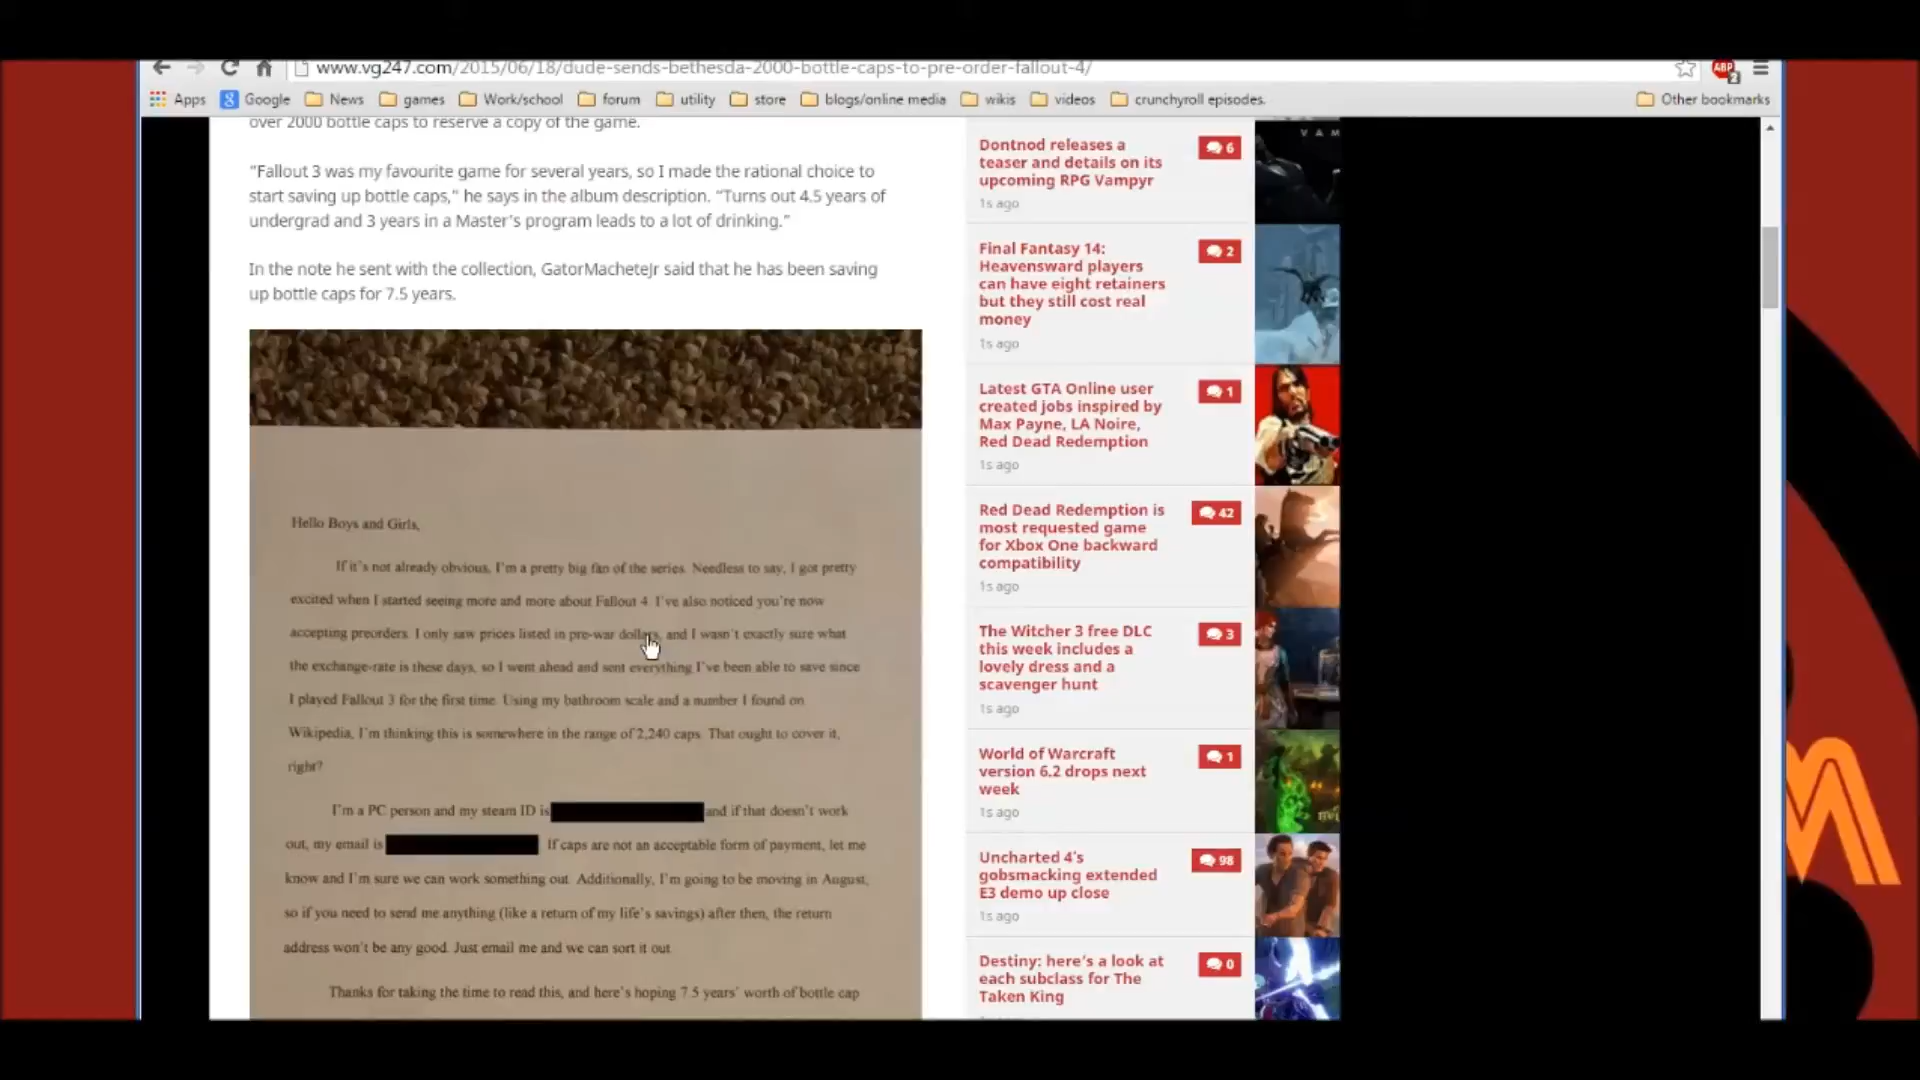 www.vg247.com/2015/06/18/dude-sends-bethesda-2000-bottle-caps-to-pre-order-fallout-4/
ABP
2
Apps
Google
News
games
Work/school
forum
utility
store
blogs/online media
wikis
videos
crunchyroll episodes.
Other bookmarks
over 2000 bottle caps to reserve a copy of the game.
"Fallout 3 was my favourite game for several years, so I made the rational choice to
start saving up bottle caps," he says in the album description. "Turns out 4.5 years of
undergrad and 3 years in a Master's program leads to a lot of drinking."
In the note he sent with the collection, GatorMacheteJr said that he has been saving
up bottle caps for 7.5 years.
Hello Boys and Girls,
If it's not already obvious, I'm a pretty big fan of the series. Needless to say, I got pretty
excited when I started seeing more and more about Fallout 4. I've also noticed you're now
accepting preorders. I only saw prices listed in pre-war dollars, and I wasn't exactly sure what
the exchange-rate is these days, so I went ahead and sent everything I've been able to save since
I played Fallout 3 for the first time. Using my bathroom scale and a number I found on
Wikipedia, I'm thinking this is somewhere in the range of 2,240 caps. That ought to cover it,
right?
I'm a PC person and my steam ID is and if that doesn't work
out, my email is If caps are not an acceptable form of payment, let me
know and I'm sure we can work something out. Additionally, I'm going to be moving in August,
so if you need to send me anything (like a return of my life's savings) after then, the return
address won't be any good. Just email me and we can sort it out.
Thanks for taking the time to read this, and here's hoping 7.5 years' worth of bottle cap
Dontnod releases a
teaser and details on its
upcoming RPG Vampyr
6
1s ago
VAM
Final Fantasy 14:
Heavensward players
can have eight retainers
but they still cost real
money
2
1s ago
Latest GTA Online user
created jobs inspired by
Max Payne, LA Noire,
Red Dead Redemption
1
1s ago
Red Dead Redemption is
most requested game
for Xbox One backward
compatibility
42
1s ago
The Witcher 3 free DLC
this week includes a
lovely dress and a
scavenger hunt
3
1s ago
World of Warcraft
version 6.2 drops next
week
1
1s ago
Uncharted 4's
gobsmacking extended
E3 demo up close
98
1s ago
Destiny: here's a look at
each subclass for The
Taken King
0